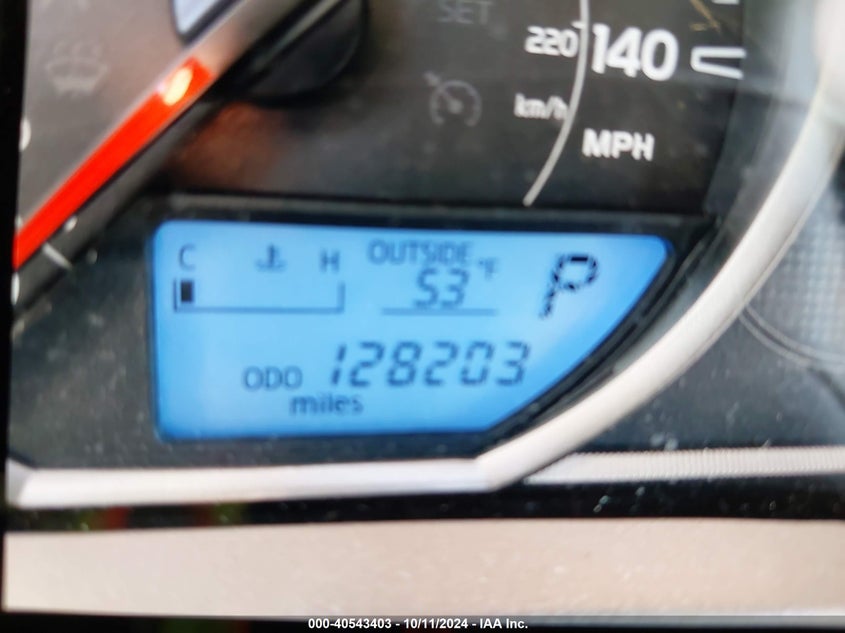 SET
220
140
km/h
MPH
C H
OUTSIDE
53 °F
P
ODO 128203
miles
000-40543403 - 10/11/2024 - IAA Inc.